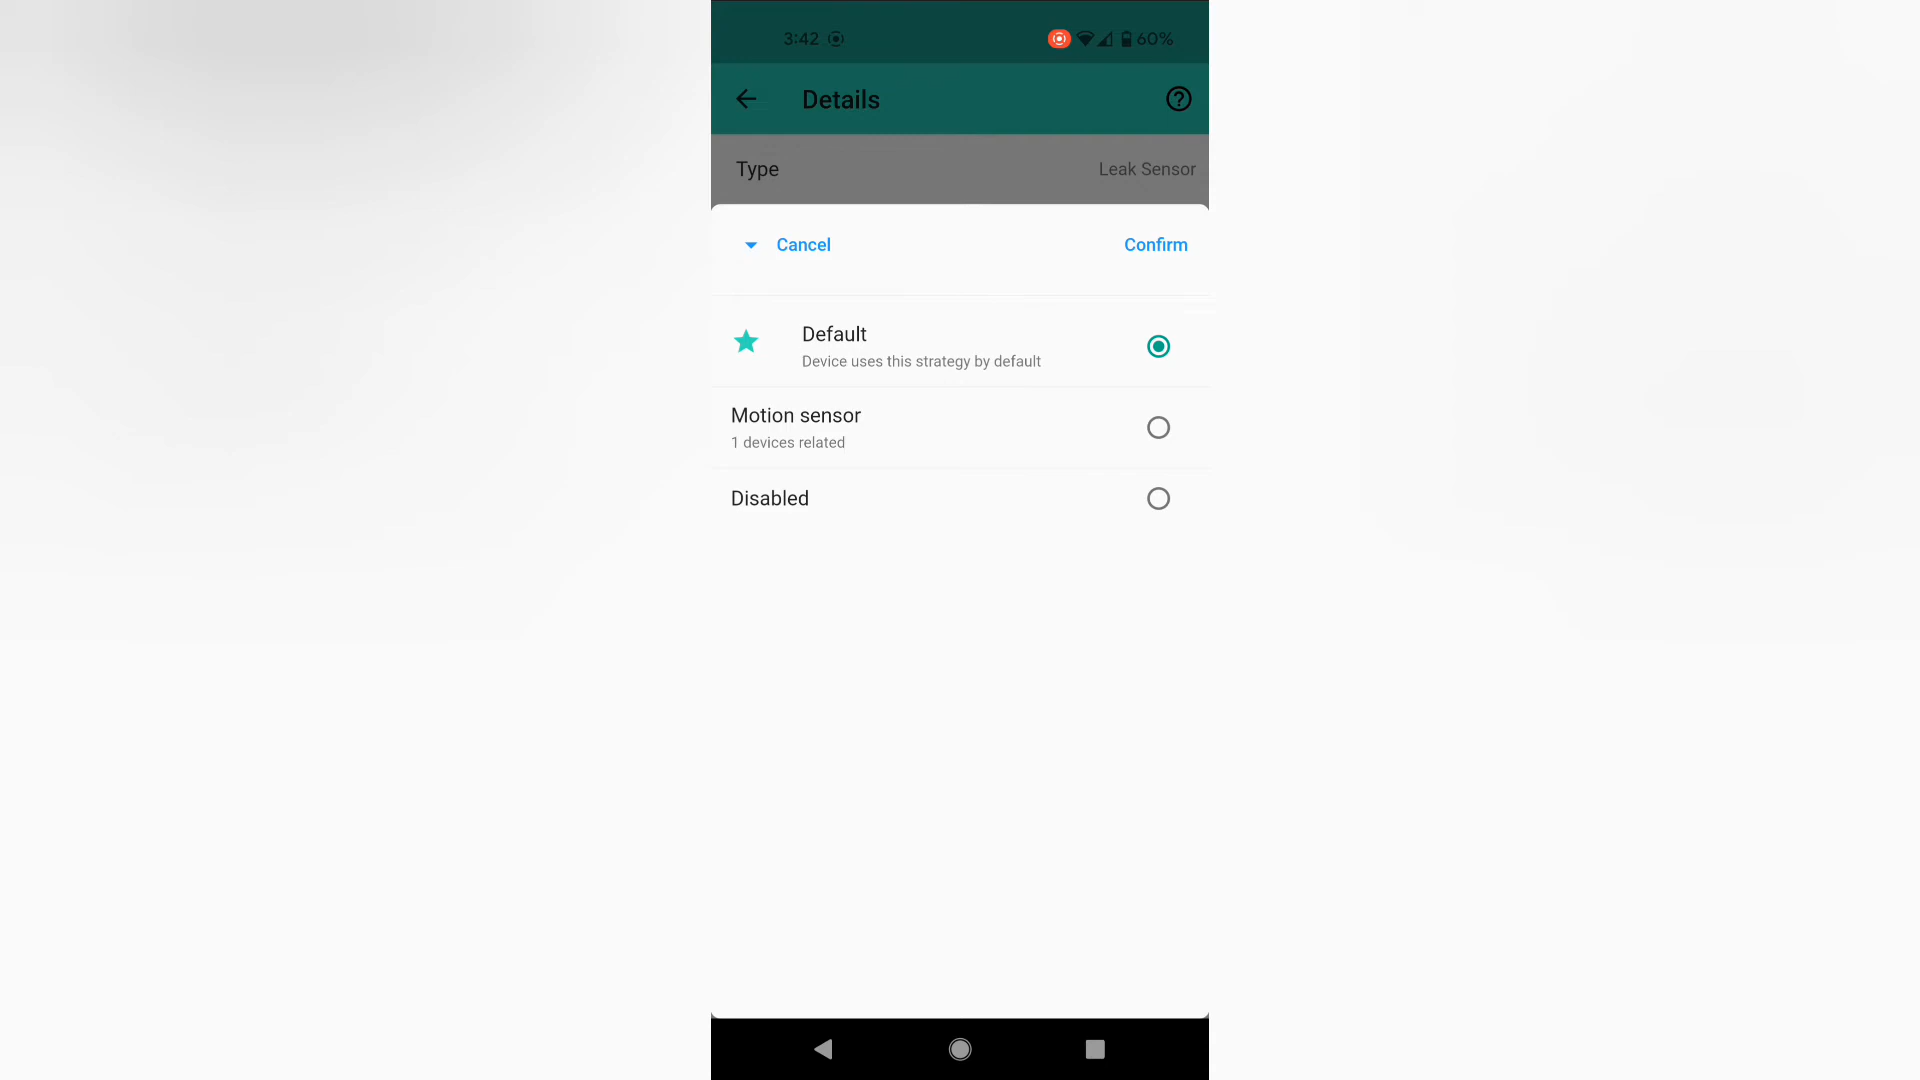 3:42
60%
Details
Type
Leak Sensor
Cancel
Confirm
Default
Device uses this strategy by default
Motion sensor
1 devices related
Disabled